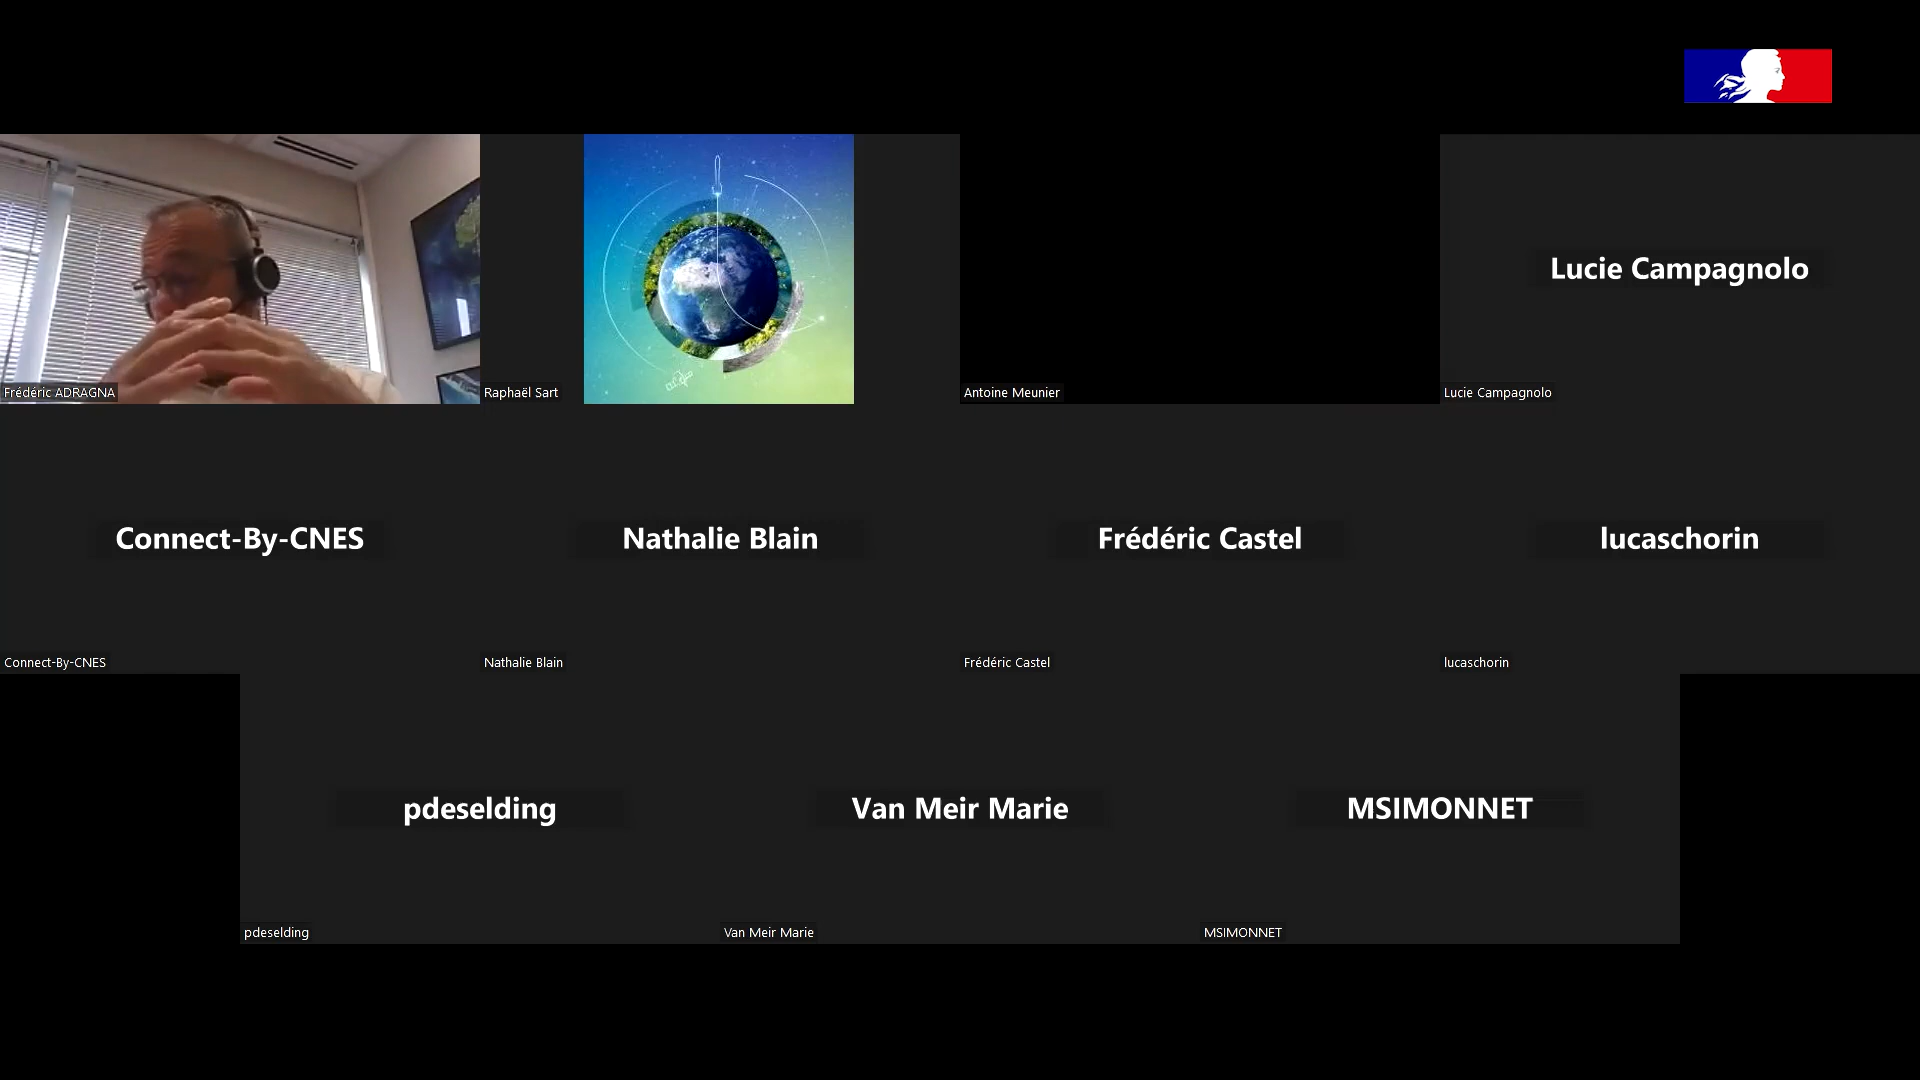 Lucie Campagnolo
Frédéric ADRAGNA
Raphaël Sart
Antoine Meunier
Lucie Campagnolo
Connect-By-CNES
Nathalie Blain
Frédéric Castel
lucaschorin
Connect-By-CNES
Nathalie Blain
Frédéric Castel
lucaschorin
pdeselding
Van Meir Marie
MSIMONNET
pdeselding
Van Meir Marie
MSIMONNET